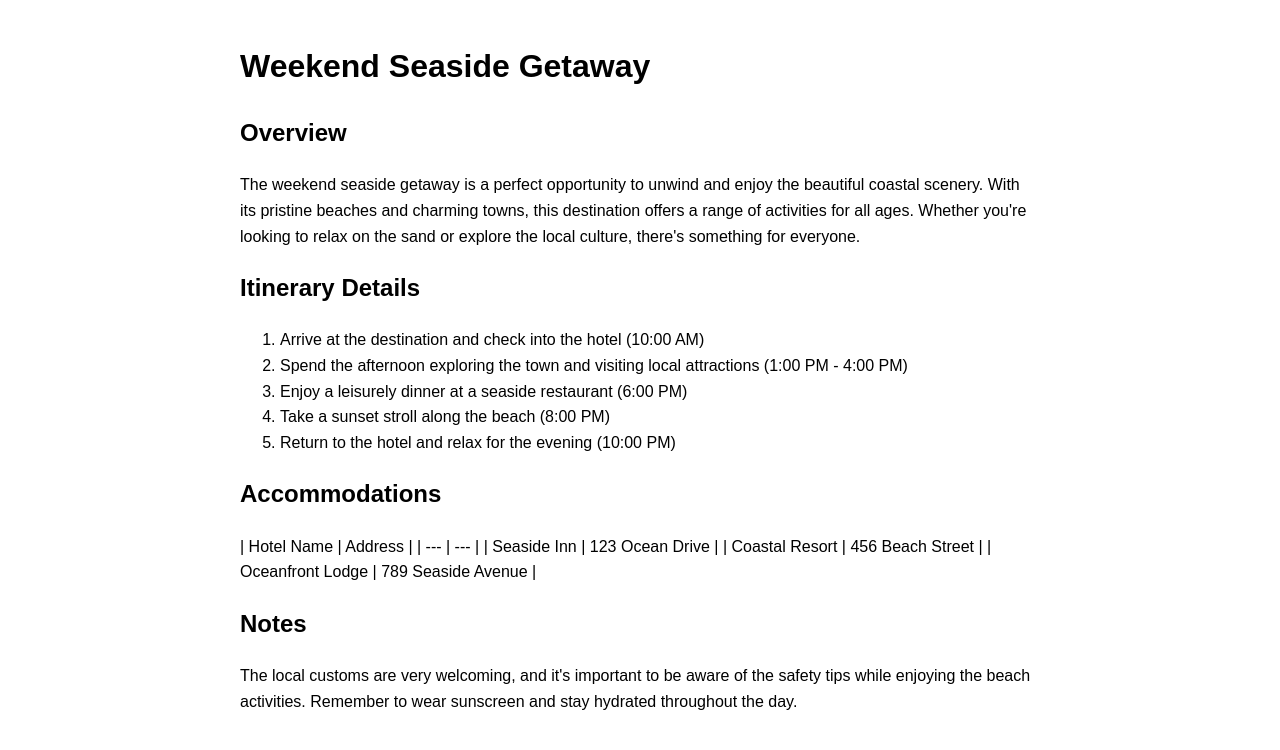 Weekend Seaside Getaway
Overview
The weekend seaside getaway is a perfect opportunity to unwind and enjoy the beautiful coastal scenery. With
its pristine beaches and charming towns, this destination offers a range of activities for all ages. Whether you're
looking to relax on the sand or explore the local culture, there's something for everyone.
Itinerary Details
1. Arrive at the destination and check into the hotel (10:00 AM)
2. Spend the afternoon exploring the town and visiting local attractions (1:00 PM - 4:00 PM)
3. Enjoy a leisurely dinner at a seaside restaurant (6:00 PM)
4. Take a sunset stroll along the beach (8:00 PM)
5. Return to the hotel and relax for the evening (10:00 PM)
Accommodations
| Hotel Name | Address | | --- | --- | | Seaside Inn | 123 Ocean Drive | | Coastal Resort | 456 Beach Street | |
Oceanfront Lodge | 789 Seaside Avenue |
Notes
The local customs are very welcoming, and it's important to be aware of the safety tips while enjoying the beach
activities. Remember to wear sunscreen and stay hydrated throughout the day.